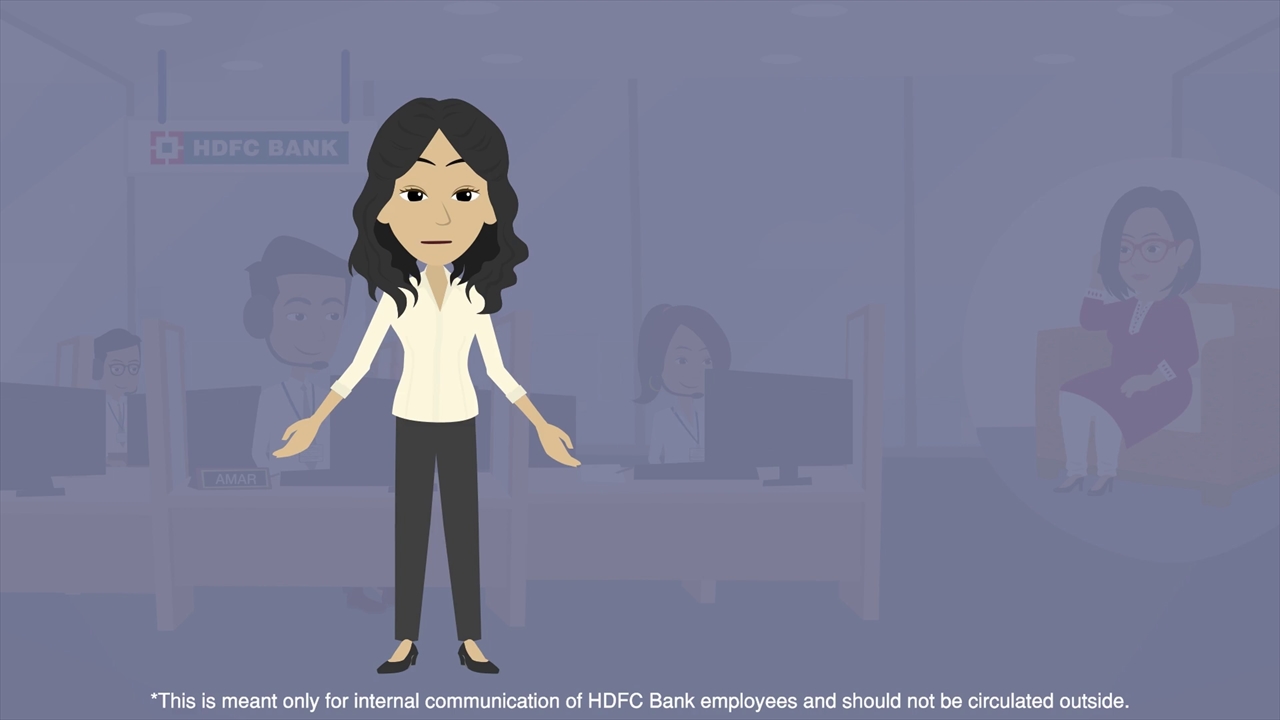 HDFC BANK
AMAR
*This is meant only for internal communication of HDFC Bank employees and should not be circulated outside.